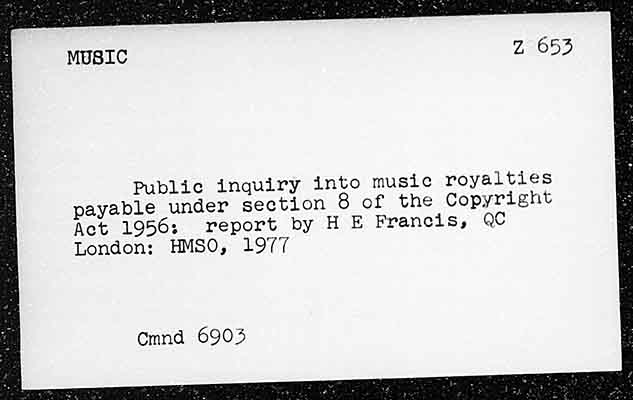 MUSIC
Z 653
Public inquiry into music royalties
payable under section 8 of the Copyright
Act 1956: report by H E Francis, QC
London: HMSO, 1977
Cmnd 6903